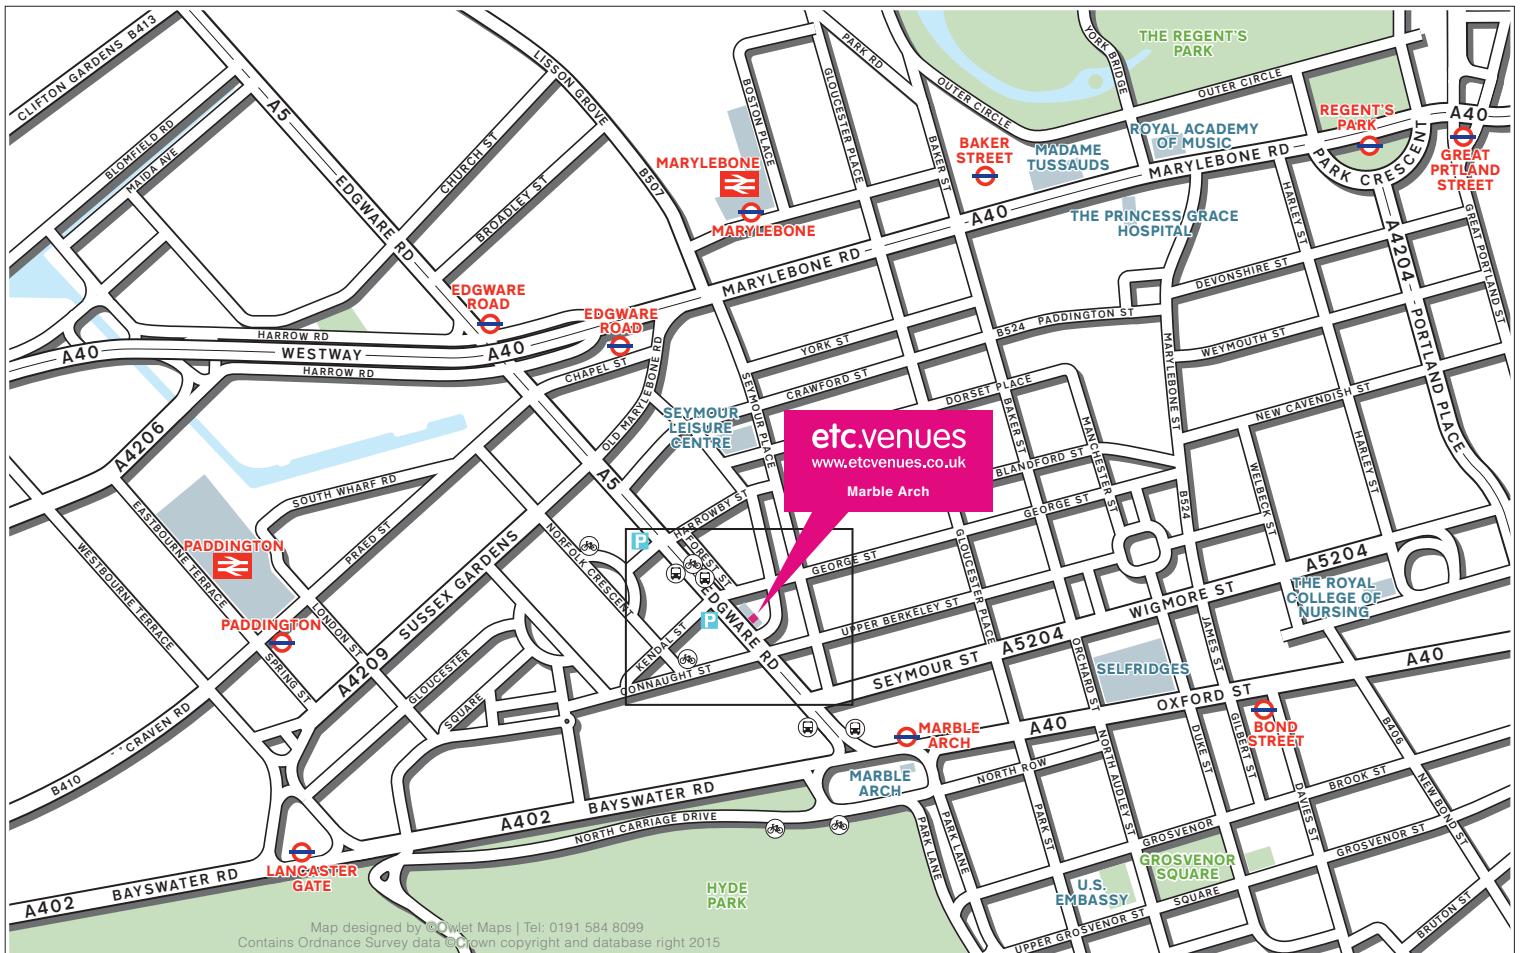 CLIFTON GARDENS B413
A5
LISSON GROVE
PARK RD
YORK BRIDGE
THE REGENT'S
PARK
OUTER CIRCLE
OUTER CIRCLE
BOSTON PLACE
GLOUCESTER PLACE
BLOMFIELD RD
MAIDA AVE
CHURCH ST
BROADLEY ST
B507
EDGWARE RD
MARYLEBONE
MARYLEBONE
BAKER ST
BAKER
STREET
MADAME
TUSSAUDS
ROYAL ACADEMY
OF MUSIC
REGENT'S
PARK
A40
GREAT
PRTLAND
STREET
MARYLEBONE RD
PARK CRESCENT
A40
THE PRINCESS GRACE
HOSPITAL
HARLEY ST
A4204
GREAT PORTLAND ST
MARYLEBONE RD
DEVONSHIRE ST
EDGWARE
ROAD
EDGWARE
ROAD
HARROW RD
A40
WESTWAY
A40
HARROW RD
CHAPEL ST
OLD MARYLEBONE RD
YORK ST
CRAWFORD ST
B524
PADDINGTON ST
MARYLEBONE ST
WEYMOUTH ST
PORTLAND PLACE
SEYMOUR PLACE
DORSET PLACE
BAKER ST
MANCHESTER ST
NEW CAVENDISH ST
SEYMOUR
LEISURE
CENTRE
etc.venues
www.etcvenues.co.uk
Marble Arch
A4206
A5
BLANDFORD ST
GEORGE ST
B524
WELBECK ST
HARLEY ST
SOUTH WHARF RD
HARROWBY ST
FOREST ST
EASTBOURNE TERRACE
WESTBOURNE TERRACE
PADDINGTON
PRAED ST
NORFOLK CRESCENT
P
GEORGE ST
GLOUCESTER PLACE
A5204
THE ROYAL
COLLEGE OF
NURSING
WIGMORE ST
SUSSEX GARDENS
EDGWARE RD
P
UPPER BERKELEY ST
PADDINGTON
LONDON ST
SPRING ST
A4209
KENDAL ST
CONNAUGHT ST
SEYMOUR ST
A5204
ORCHARD ST
SELFRIDGES
JAMES ST
A40
GLOUCESTER
SQUARE
CRAVEN RD
B410
MARBLE
ARCH
A40
OXFORD ST
BOND
STREET
B406
MARBLE
ARCH
NORTH ROW
NORTH AUDLEY ST
DUKE ST
GILBERT ST
DAVIES ST
BROOK ST
NEW BOND ST
BAYSWATER RD
A402
NORTH CARRIAGE DRIVE
PARK LANE
PARK LANE
PARK ST
GROSVENOR
GROSVENOR ST
GROSVENOR
SQUARE
SQUARE
LANCASTER
GATE
BAYSWATER RD
A402
HYDE
PARK
U.S.
EMBASSY
UPPER GROSVENOR ST
BRUTON ST
Map designed by ©Owlet Maps | Tel: 0191 584 8099
Contains Ordnance Survey data ©Crown copyright and database right 2015